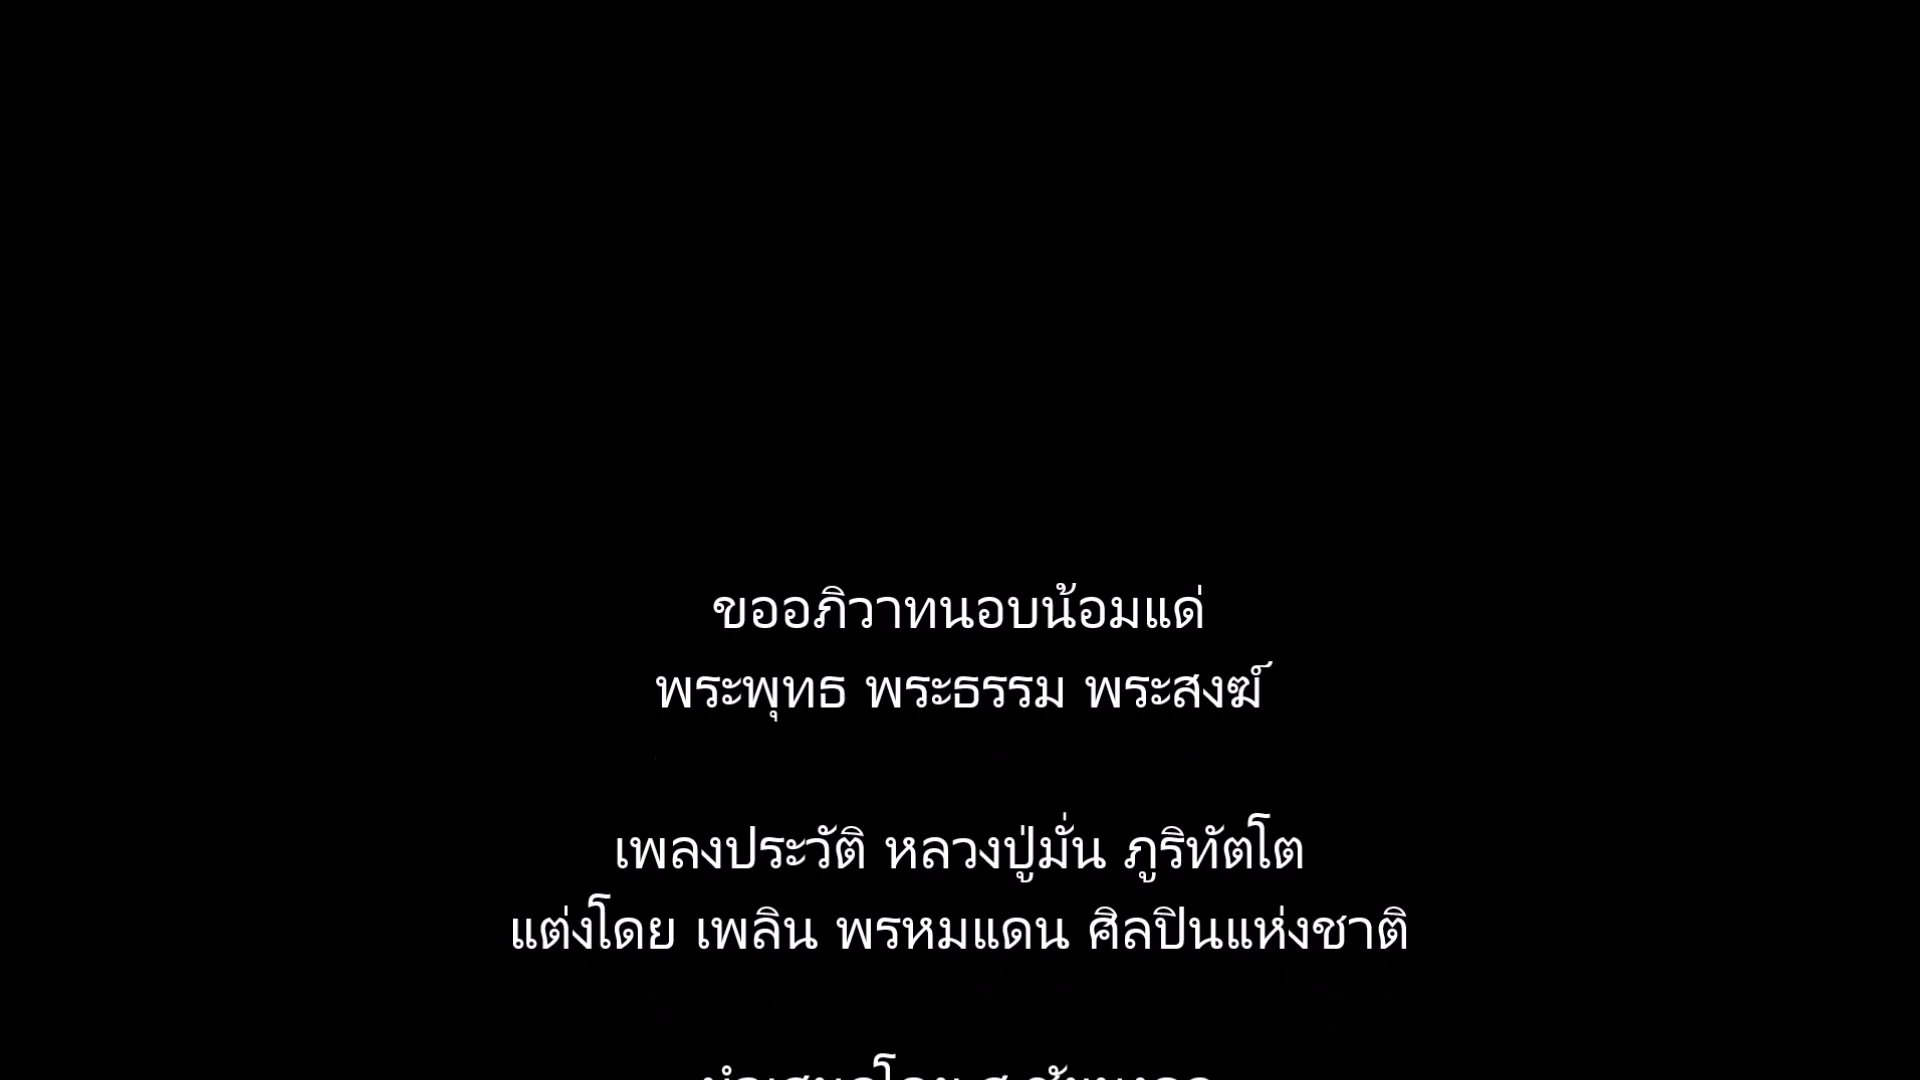 ขออภิวาทนอบน้อมแด่
พระพุทธ พระธรรม พระสงฆ์
เพลงประวัติ หลวงปู่มั่น ภูริทัตโต
แต่งโดย เพลิน พรหมแดน ศิลปินแห่งชาติ